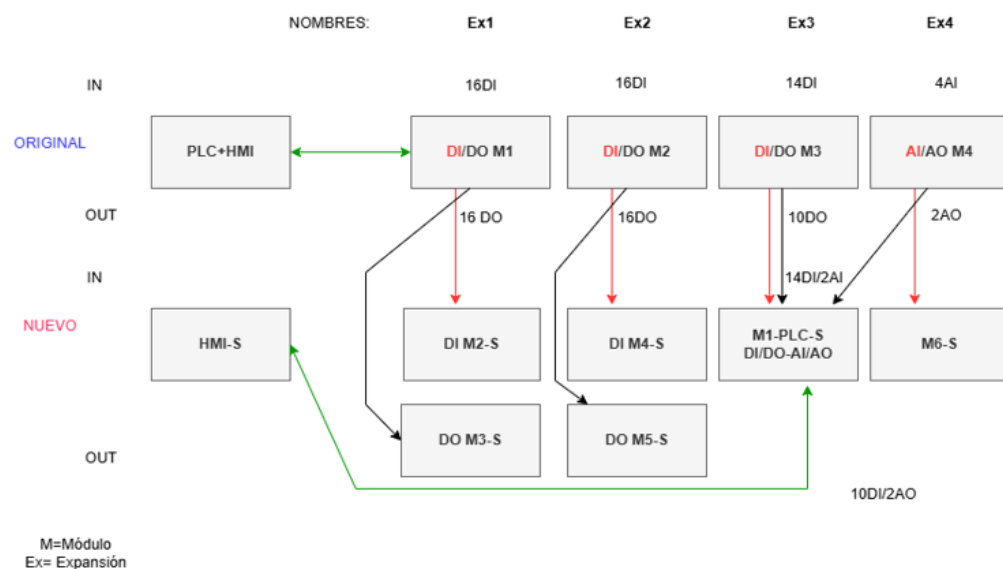 NOMBRES: Ex1 Ex2 Ex3 Ex4
IN 16DI 16DI 14DI 4AI
ORIGINAL PLC+HMI DI/DO M1 DI/DO M2 DI/DO M3 AI/AO M4
OUT 16 DO 16DO 10DO 2AO
IN 14DI/2AI
NUEVO HMI-S DI M2-S DI M4-S M1-PLC-S M6-S
DI/DO-AI/AO
DO M3-S DO M5-S
OUT
10DI/2AO
M=Módulo
Ex= Expansión